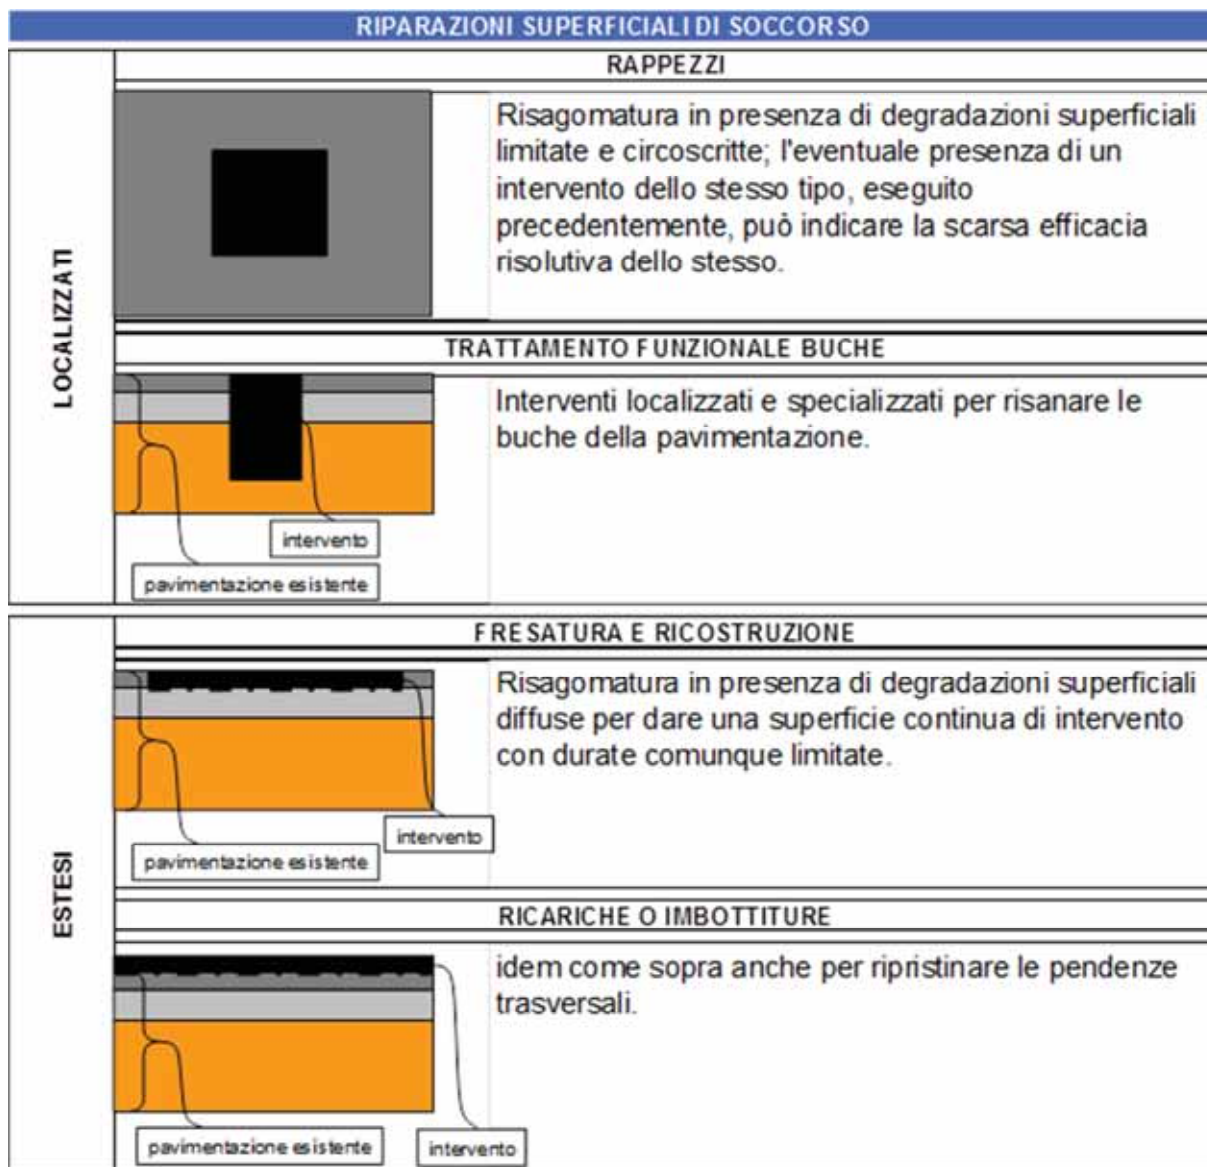 RIPARAZIONI SUPERFICIALI DI SOCCORSO
LOCALIZZATI
RAPPEZZI
Risagomatura in presenza di degradazioni superficiali
limitate e circoscritte; l'eventuale presenza di un
intervento dello stesso tipo, eseguito
precedentemente, può indicare la scarsa efficacia
risolutiva dello stesso.
TRATTAMENTO FUNZIONALE BUCHE
Interventi localizzati e specializzati per risanare le
buche della pavimentazione.
intervento
pavimentazione esistente
ESTESI
FRESATURA E RICOSTRUZIONE
Risagomatura in presenza di degradazioni superficiali
diffuse per dare una superficie continua di intervento
con durate comunque limitate.
intervento
pavimentazione esistente
RICARICHE O IMBOTTITURE
idem come sopra anche per ripristinare le pendenze
trasversali.
pavimentazione esistente
intervento